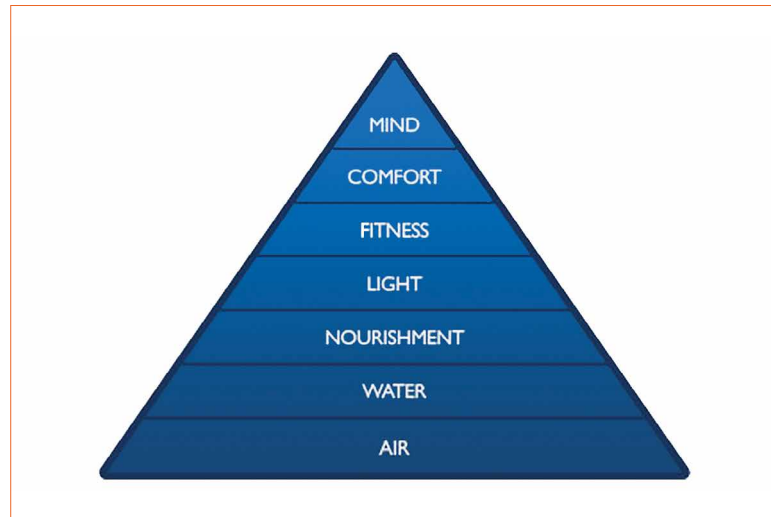 MIND
COMFORT
FITNESS
LIGHT
NOURISHMENT
WATER
AIR